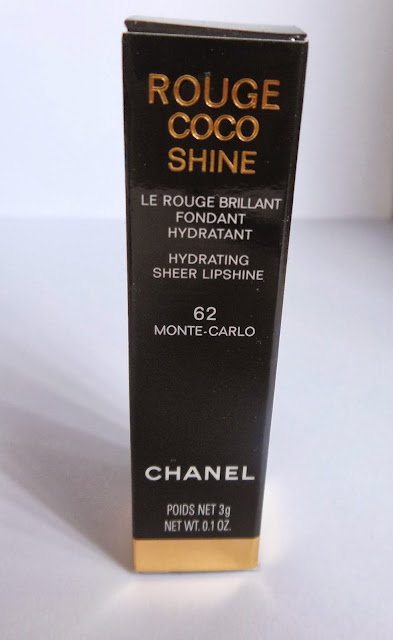 ROUGE
COCO
SHINE
LE ROUGE BRILLANT
FONDANT
HYDRATANT
HYDRATING
SHEER LIPSHINE
62
MONTE-CARLO
CHANEL
POIDS NET 3g
NET WT. 0.1 OZ.